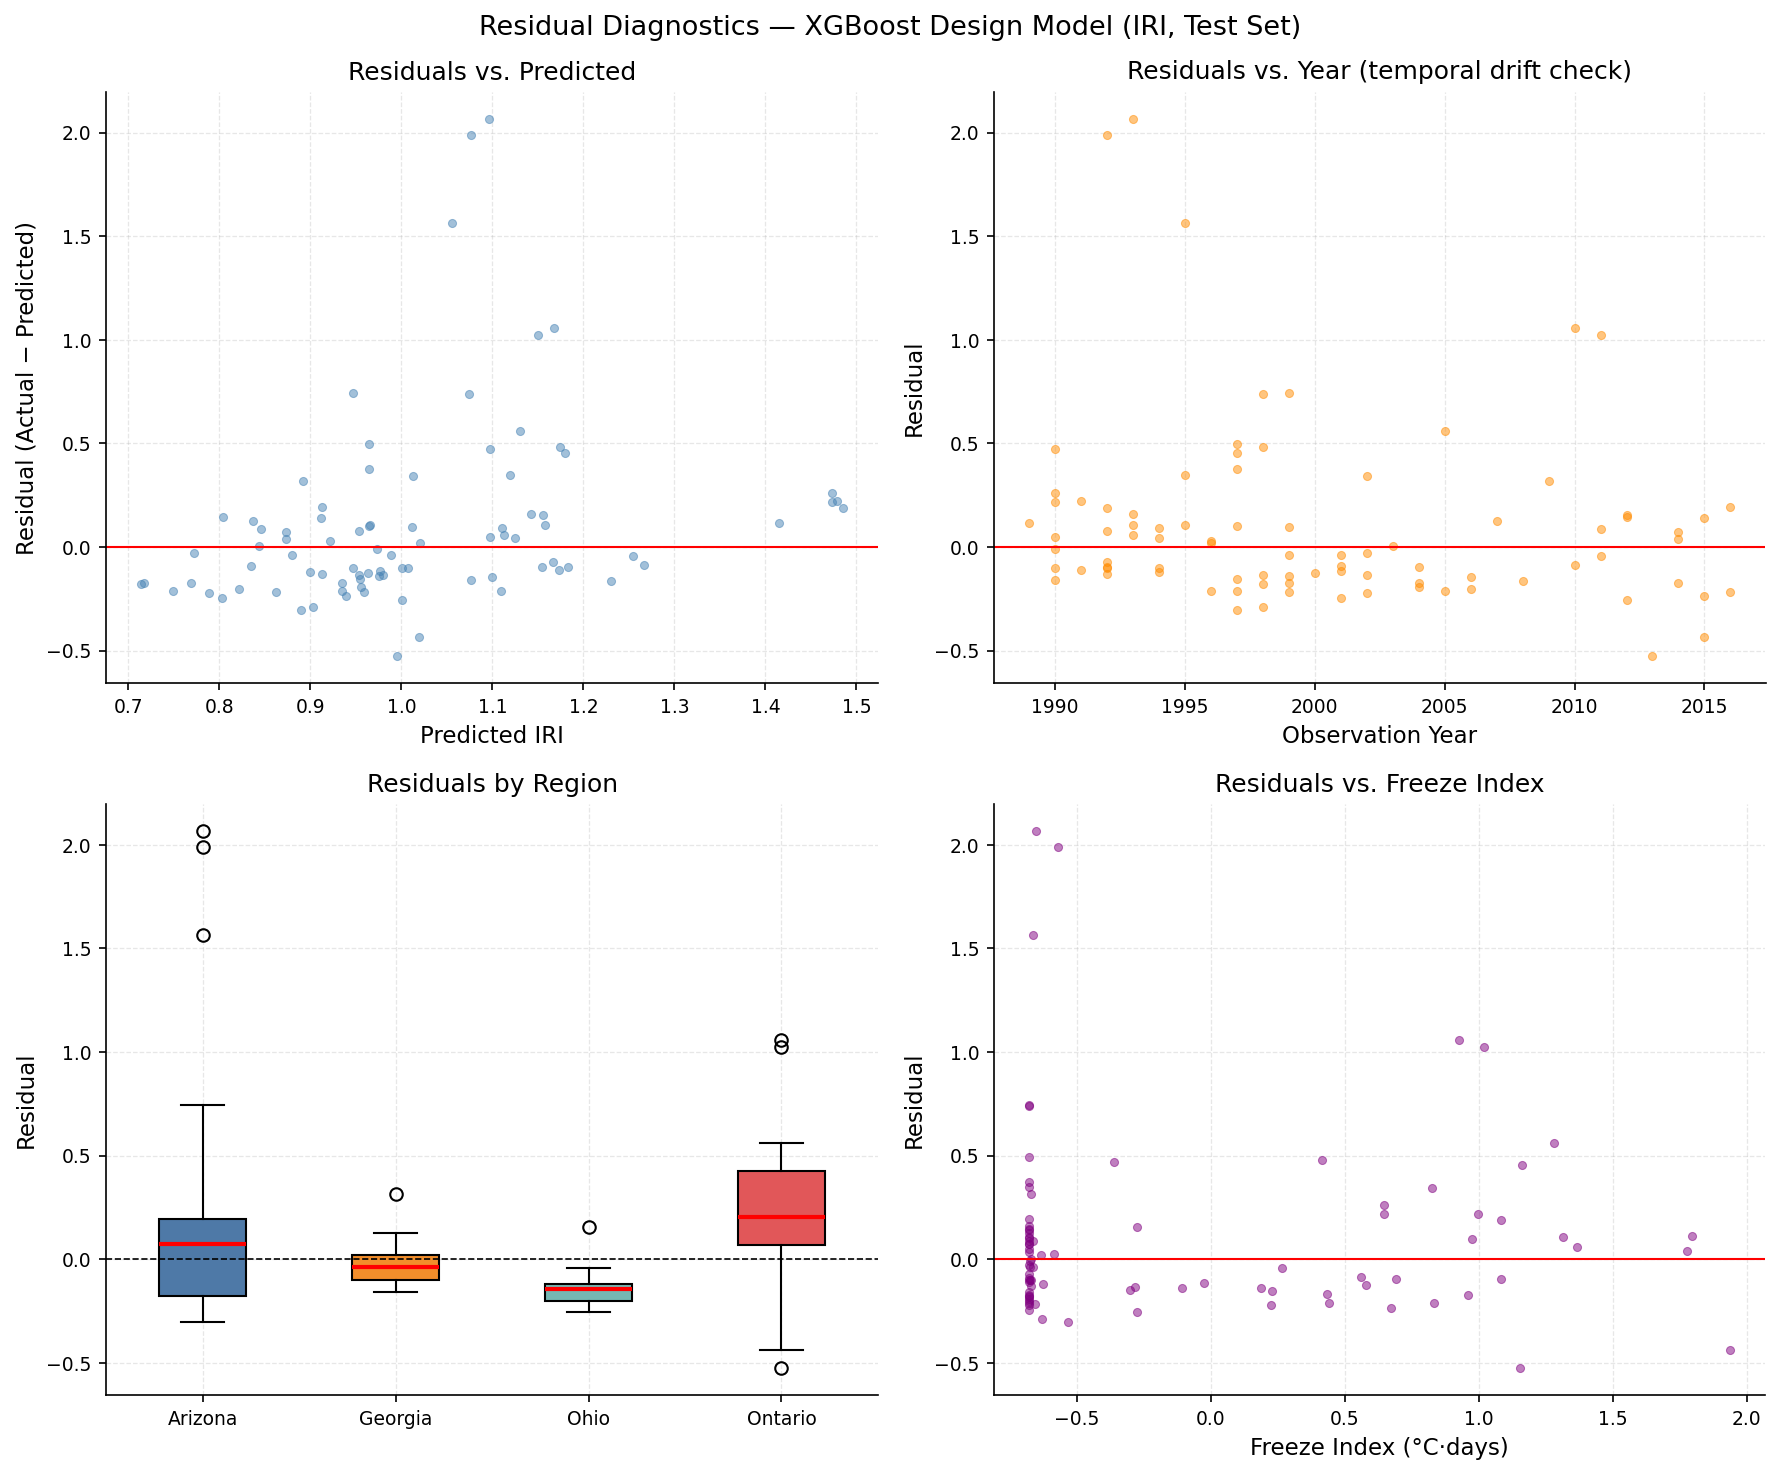 Residual Diagnostics — XGBoost Design Model (IRI, Test Set)
Residuals vs. Predicted
Residual (Actual − Predicted)
2.0
1.5
1.0
0.5
0.0
−0.5
0.7 0.8 0.9 1.0 1.1 1.2 1.3 1.4 1.5
Predicted IRI
Residuals vs. Year (temporal drift check)
Residual
2.0
1.5
1.0
0.5
0.0
−0.5
1990 1995 2000 2005 2010 2015
Observation Year
Residuals by Region
Residual
2.0
1.5
1.0
0.5
0.0
−0.5
Arizona Georgia Ohio Ontario
Residuals vs. Freeze Index
Residual
2.0
1.5
1.0
0.5
0.0
−0.5
−0.5 0.0 0.5 1.0 1.5 2.0
Freeze Index (°C·days)